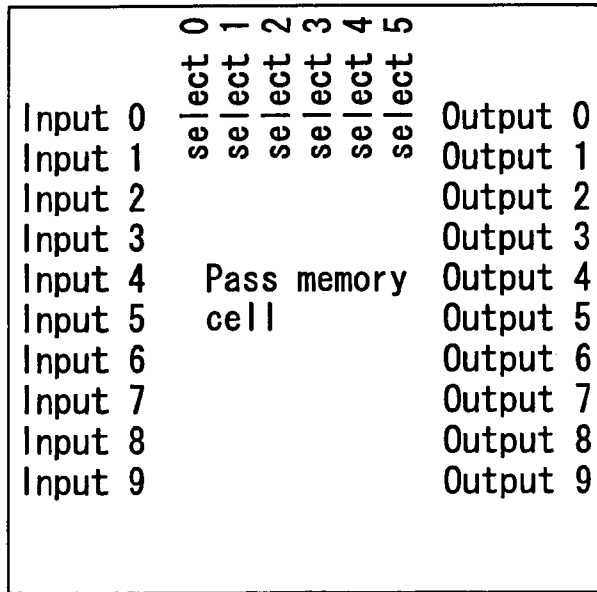 select 0
select 1
select 2
select 3
select 4
select 5
Input 0
Input 1
Input 2
Input 3
Input 4
Input 5
Input 6
Input 7
Input 8
Input 9
Pass memory
cell
Output 0
Output 1
Output 2
Output 3
Output 4
Output 5
Output 6
Output 7
Output 8
Output 9